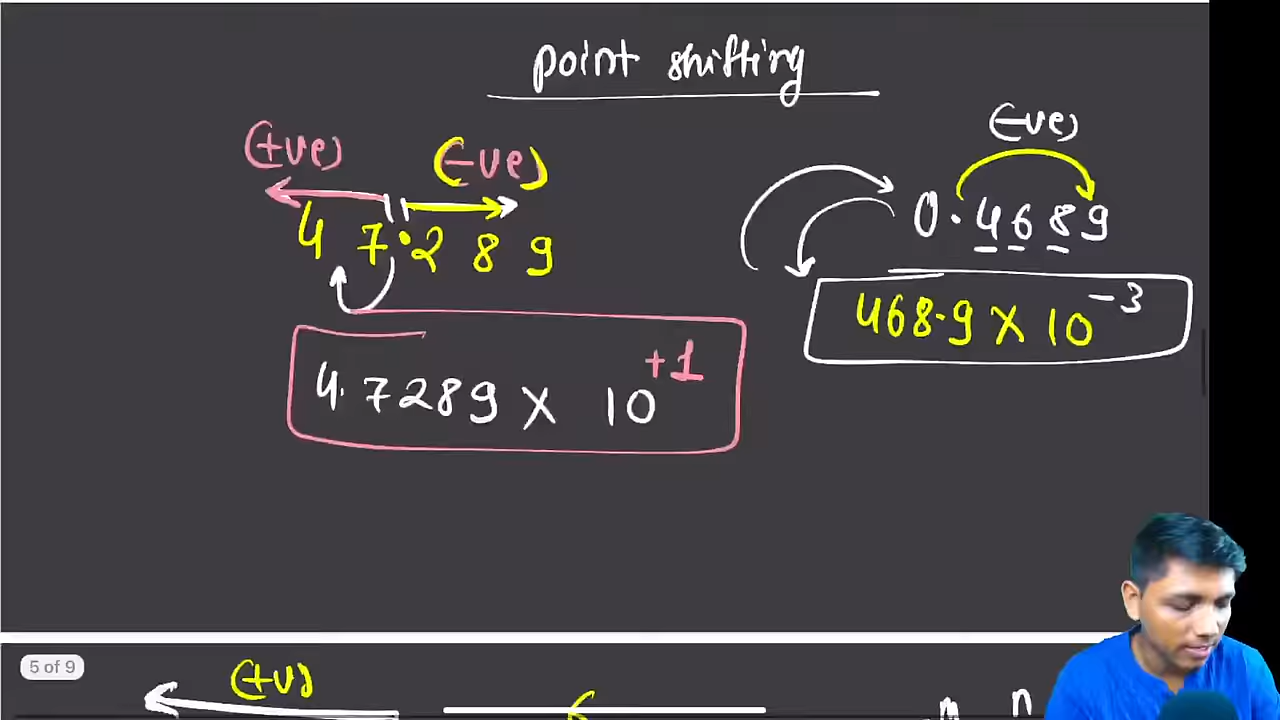 point shifting
(+ve) (-ve)
47.289
4.7289 × 10^+1
(-ve)
0.4689
468.9 × 10^-3
5 of 9
(+ve)
m n